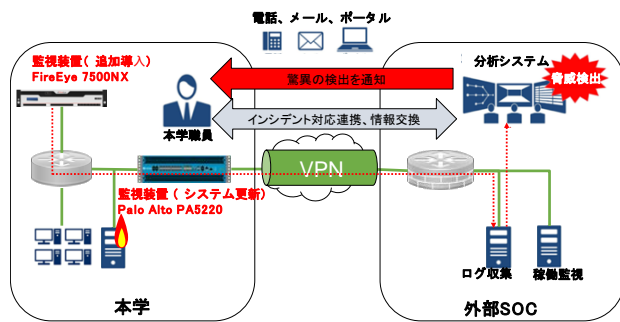 電話、メール、ポータル
監視装置( 追加導入)
FireEye 7500NX
分析システム
脅威検出
驚異の検出を通知
本学職員
インシデント対応連携、情報交換
VPN
監視装置( システム更新)
Palo Alto PA5220
ログ収集
稼働監視
本学
外部SOC